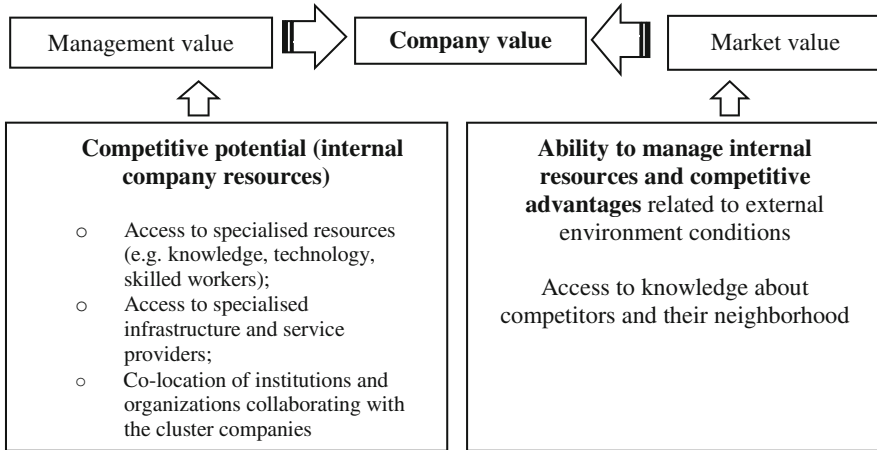 Management value
Company value
Market value
Competitive potential (internal
company resources)
o Access to specialised resources
(e.g. knowledge, technology,
skilled workers);
o Access to specialised
infrastructure and service
providers;
o Co-location of institutions and
organizations collaborating with
the cluster companies
Ability to manage internal
resources and competitive
advantages related to external
environment conditions
Access to knowledge about
competitors and their neighborhood